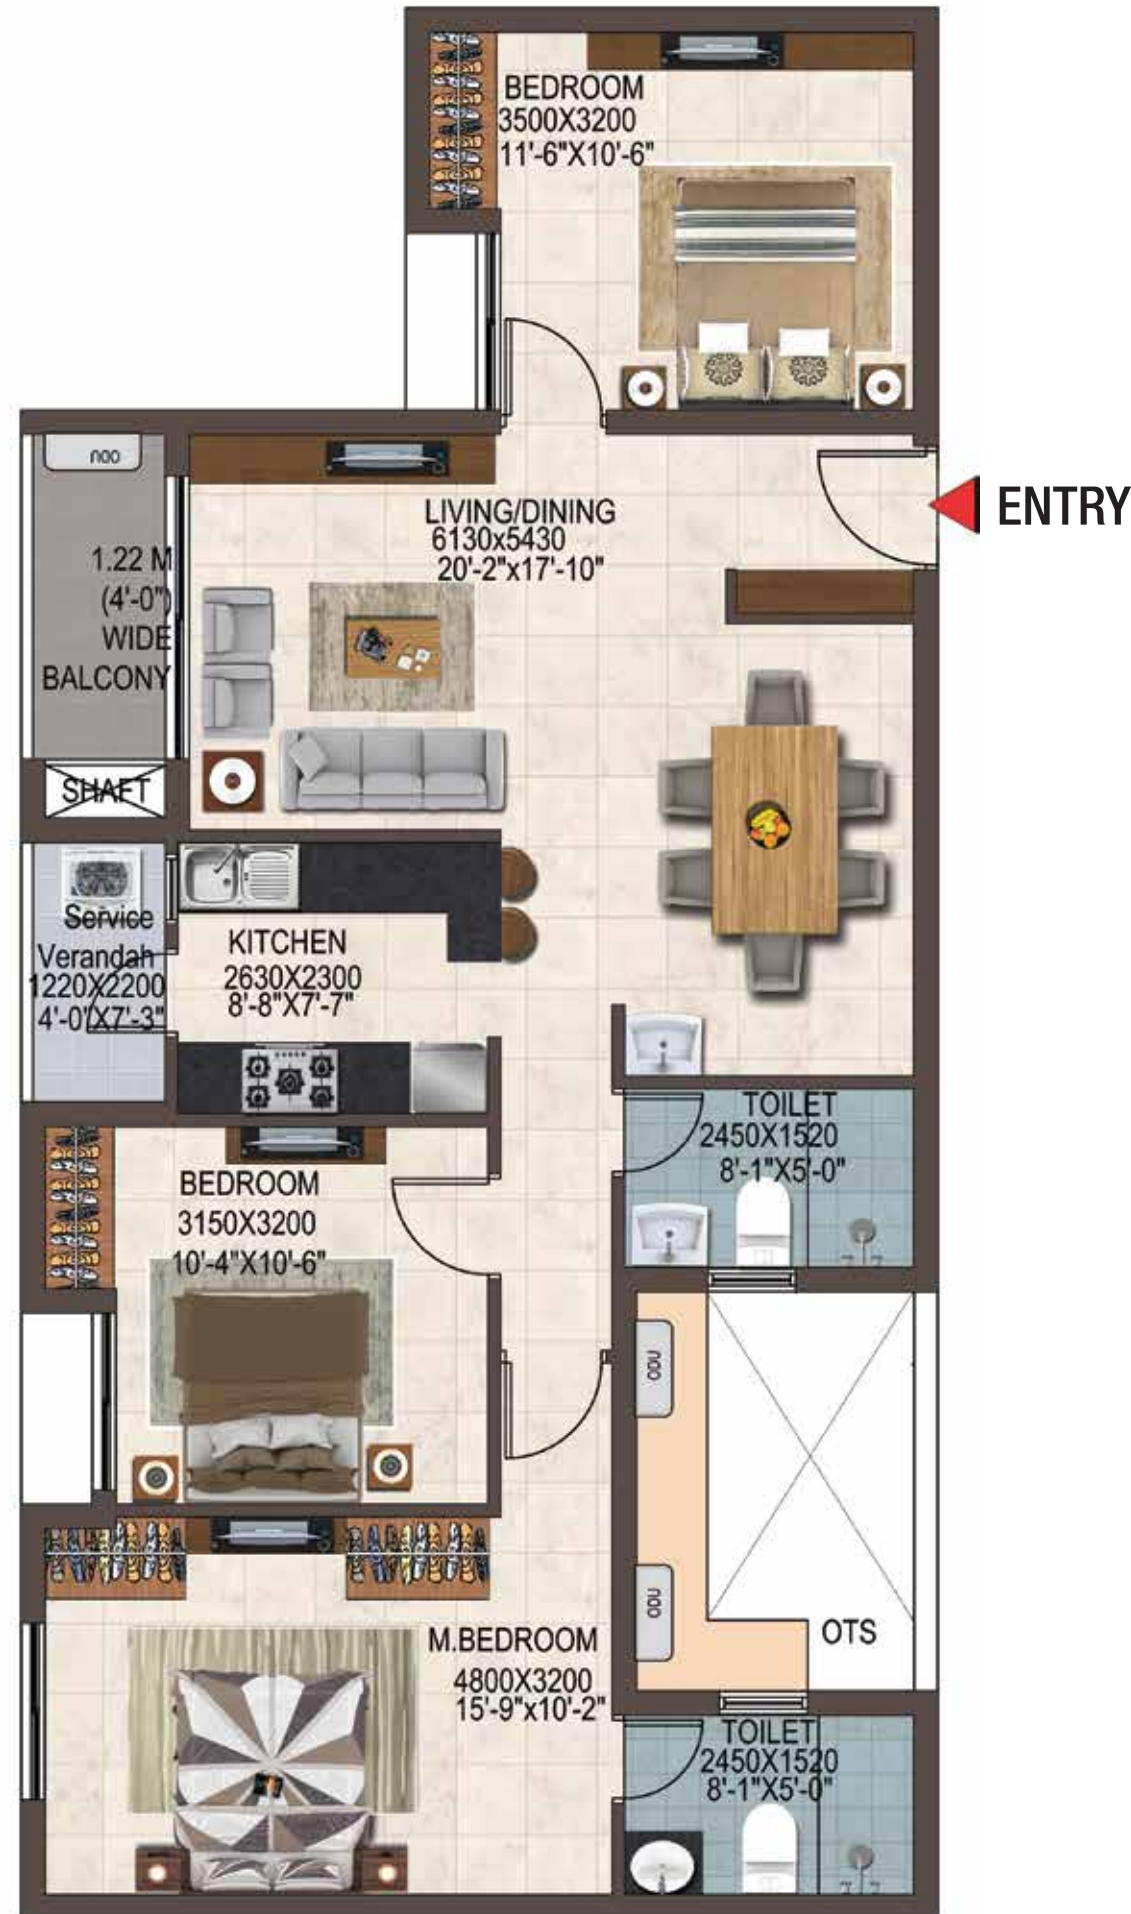 BEDROOM
3500X3200
11'-6"X10'-6"
ODU
LIVING/DINING
6130x5430
20'-2"x17'-10"
ENTRY
1.22 M
(4'-0")
WIDE
BALCONY
SHAFT
Service
Verandah
1220X2200
4'-0"X7'-3"
KITCHEN
2630X2300
8'-8"X7'-7"
TOILET
2450X1520
8'-1"X5'-0"
BEDROOM
3150X3200
10'-4"X10'-6"
ODU
ODU
OTS
M.BEDROOM
4800X3200
15'-9"x10'-2"
TOILET
2450X1520
8'-1"X5'-0"